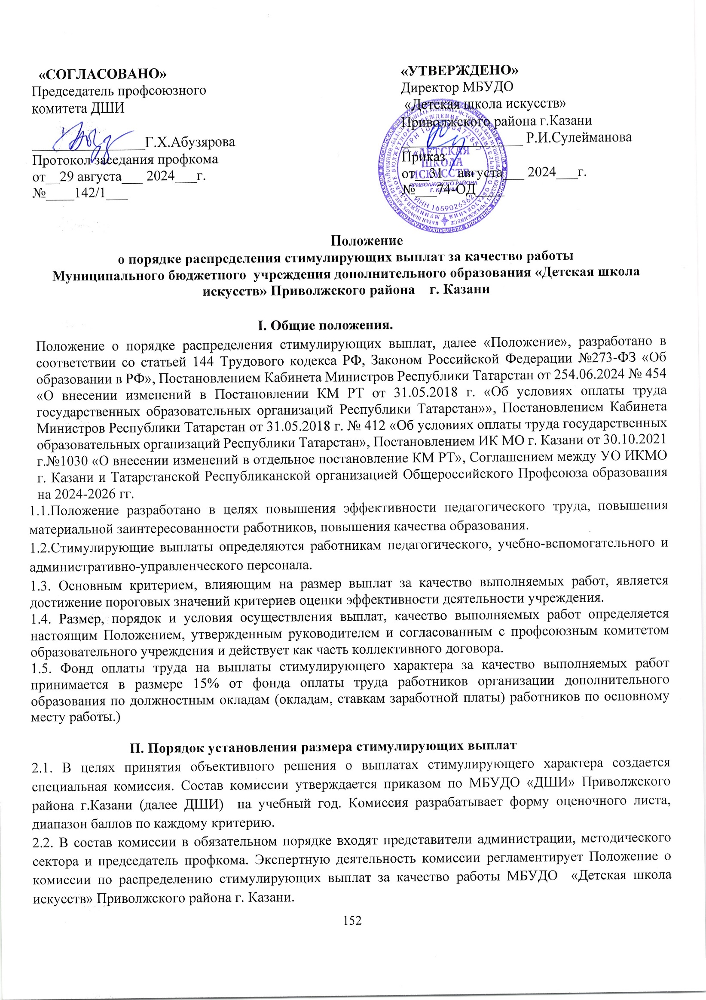 «СОГЛАСОВАНО»
Председатель профсоюзного
комитета ДШИ
________________Г.Х.Абузярова
Протокол заседания профкома
от__29 августа___ 2024___г.
№____142/1___
«УТВЕРЖДЕНО»
Директор МБУДО
«Детская школа искусств»
Приволжского района г.Казани
_________________ Р.И.Сулейманова
Приказ
от__31__августа___ 2024___г.
№___74-ОД____
«ДЕТСКАЯ
ШКОЛА
ИСКУССТВ»
ПРИВОЛЖСКОГО РАЙОНА
Г. КАЗАНИ
ИНН 1659026362
Положение
о порядке распределения стимулирующих выплат за качество работы
Муниципального бюджетного учреждения дополнительного образования «Детская школа
искусств» Приволжского района г. Казани
I. Общие положения.
Положение о порядке распределения стимулирующих выплат, далее «Положение», разработано в
соответствии со статьей 144 Трудового кодекса РФ, Законом Российской Федерации №273-ФЗ «Об
образовании в РФ», Постановлением Кабинета Министров Республики Татарстан от 254.06.2024 № 454
«О внесении изменений в Постановлении КМ РТ от 31.05.2018 г. «Об условиях оплаты труда
государственных образовательных организаций Республики Татарстан»», Постановлением Кабинета
Министров Республики Татарстан от 31.05.2018 г. № 412 «Об условиях оплаты труда государственных
образовательных организаций Республики Татарстан», Постановлением ИК МО г. Казани от 30.10.2021
г.№1030 «О внесении изменений в отдельное постановление КМ РТ», Соглашением между УО ИКМО
г. Казани и Татарстанской Республиканской организацией Общероссийского Профсоюза образования
на 2024-2026 гг.
1.1.Положение разработано в целях повышения эффективности педагогического труда, повышения
материальной заинтересованности работников, повышения качества образования.
1.2.Стимулирующие выплаты определяются работникам педагогического, учебно-вспомогательного и
административно-управленческого персонала.
1.3. Основным критерием, влияющим на размер выплат за качество выполняемых работ, является
достижение пороговых значений критериев оценки эффективности деятельности учреждения.
1.4. Размер, порядок и условия осуществления выплат, качество выполняемых работ определяется
настоящим Положением, утвержденным руководителем и согласованным с профсоюзным комитетом
образовательного учреждения и действует как часть коллективного договора.
1.5. Фонд оплаты труда на выплаты стимулирующего характера за качество выполняемых работ
принимается в размере 15% от фонда оплаты труда работников организации дополнительного
образования по должностным окладам (окладам, ставкам заработной платы) работников по основному
месту работы.)
II. Порядок установления размера стимулирующих выплат
2.1. В целях принятия объективного решения о выплатах стимулирующего характера создается
специальная комиссия. Состав комиссии утверждается приказом по МБУДО «ДШИ» Приволжского
района г.Казани (далее ДШИ) на учебный год. Комиссия разрабатывает форму оценочного листа,
диапазон баллов по каждому критерию.
2.2. В состав комиссии в обязательном порядке входят представители администрации, методического
сектора и председатель профкома. Экспертную деятельность комиссии регламентирует Положение о
комиссии по распределению стимулирующих выплат за качество работы МБУДО «Детская школа
искусств» Приволжского района г. Казани.
152